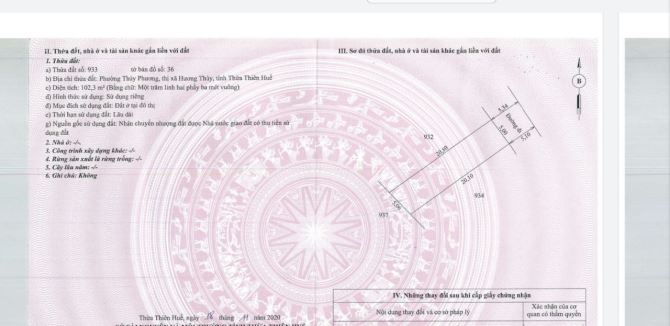 II. Thửa đất, nhà ở và tài sản khác gắn liền với đất
1. Thửa đất:
a) Thửa đất số: 933 tờ bản đồ số: 36
b) Địa chỉ thửa đất: Phường Thủy Phương, thị xã Hương Thủy, tỉnh Thừa Thiên Huế
c) Diện tích: 102,3 m² (Bằng chữ: Một trăm linh hai phẩy ba mét vuông)
d) Hình thức sử dụng: Sử dụng riêng
đ) Mục đích sử dụng đất: Đất ở tại đô thị
e) Thời hạn sử dụng đất: Lâu dài
g) Nguồn gốc sử dụng đất: Nhận chuyển nhượng đất được Nhà nước giao đất có thu tiền sử
dụng đất
2. Nhà ở: -/-
3. Công trình xây dựng khác: -/-
4. Rừng sản xuất là rừng trồng: -/-
5. Cây lâu năm: -/-
6. Ghi chú: Không
Thừa Thiên Huế, ngày tháng 11 năm 2020
III. Sơ đồ thửa đất, nhà ở và tài sản khác gắn liền với đất
B
5,34
Đường đi
932
5,00
5,10
20,10
934
5,00
937
IV. Những thay đổi sau khi cấp giấy chứng nhận
Nội dung thay đổi và cơ sở pháp lý
Xác nhận của cơ
quan có thẩm quyền